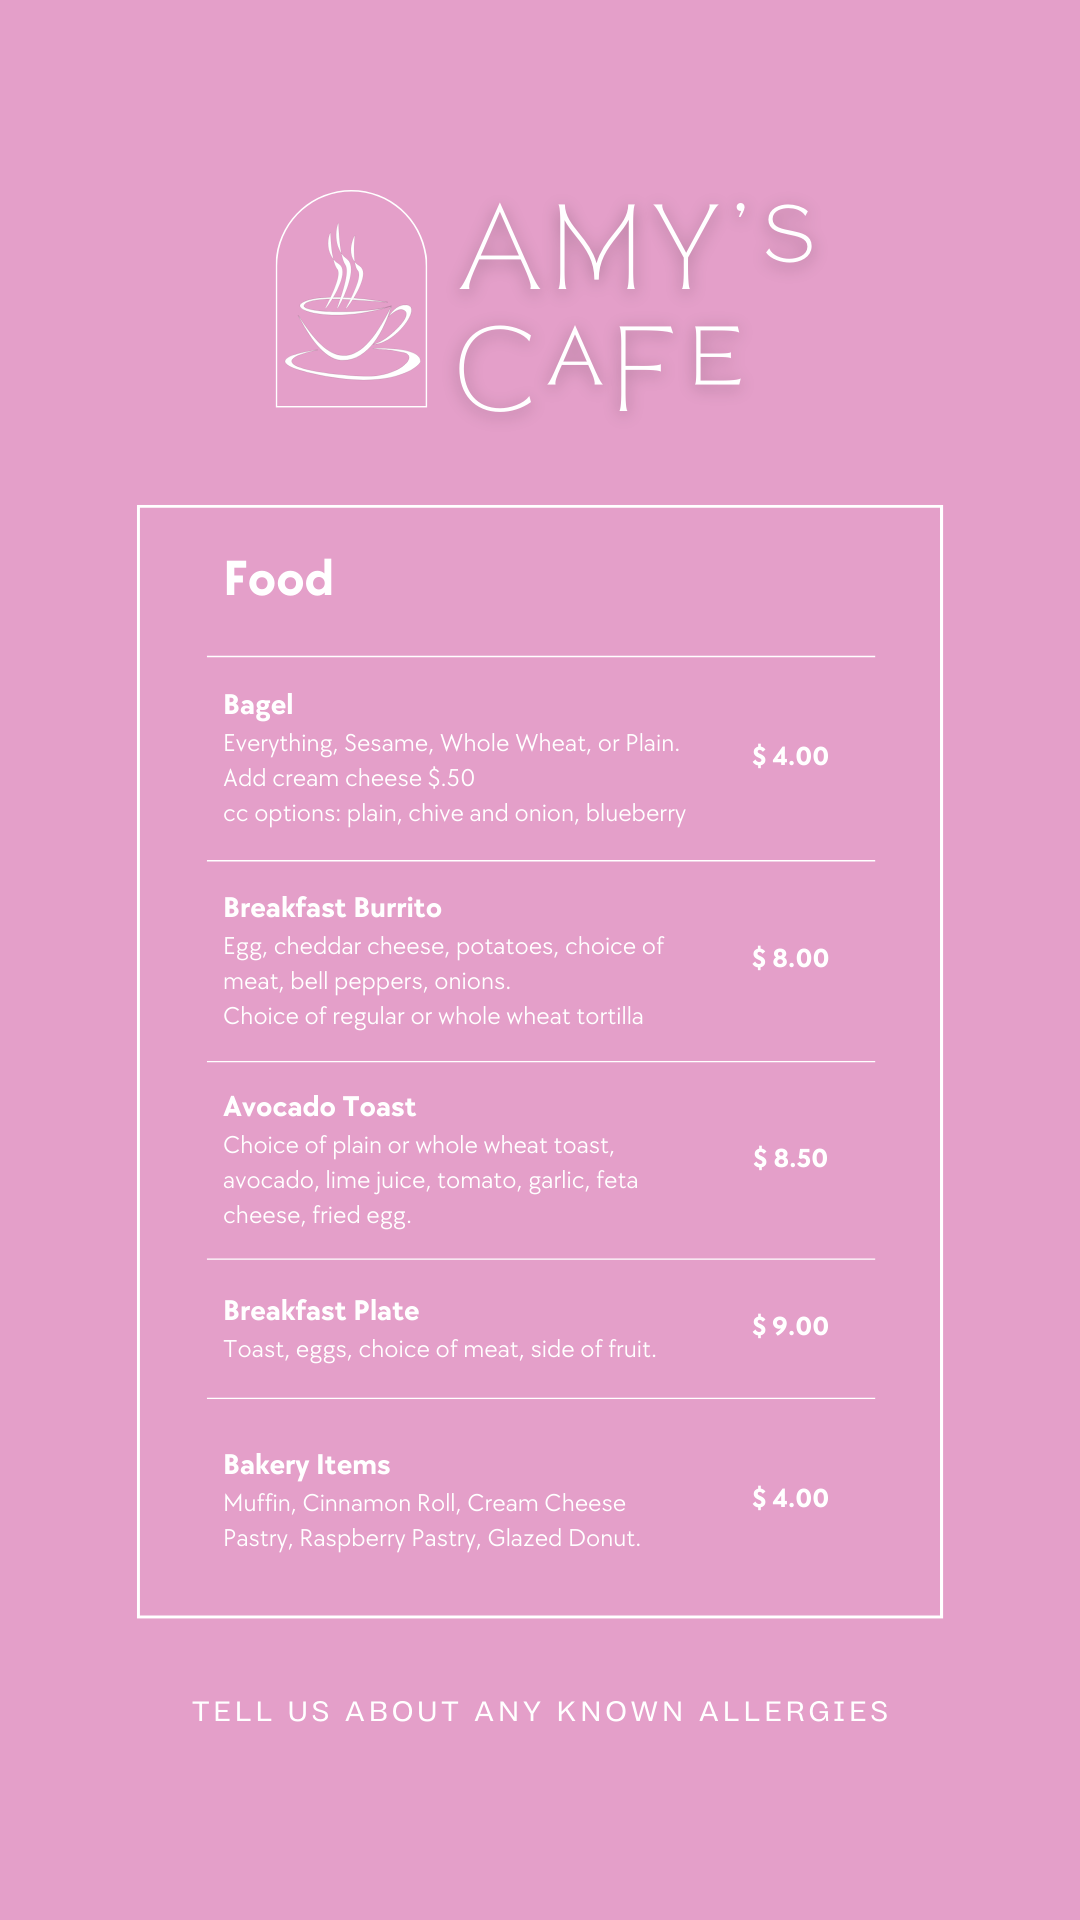 AMY'S
CAFE
Food
Bagel
Everything, Sesame, Whole Wheat, or Plain.
Add cream cheese $.50
cc options: plain, chive and onion, blueberry
$ 4.00
Breakfast Burrito
Egg, cheddar cheese, potatoes, choice of
meat, bell peppers, onions.
Choice of regular or whole wheat tortilla
$ 8.00
Avocado Toast
Choice of plain or whole wheat toast,
avocado, lime juice, tomato, garlic, feta
cheese, fried egg.
$ 8.50
Breakfast Plate
Toast, eggs, choice of meat, side of fruit.
$ 9.00
Bakery Items
Muffin, Cinnamon Roll, Cream Cheese
Pastry, Raspberry Pastry, Glazed Donut.
$ 4.00
TELL US ABOUT ANY KNOWN ALLERGIES